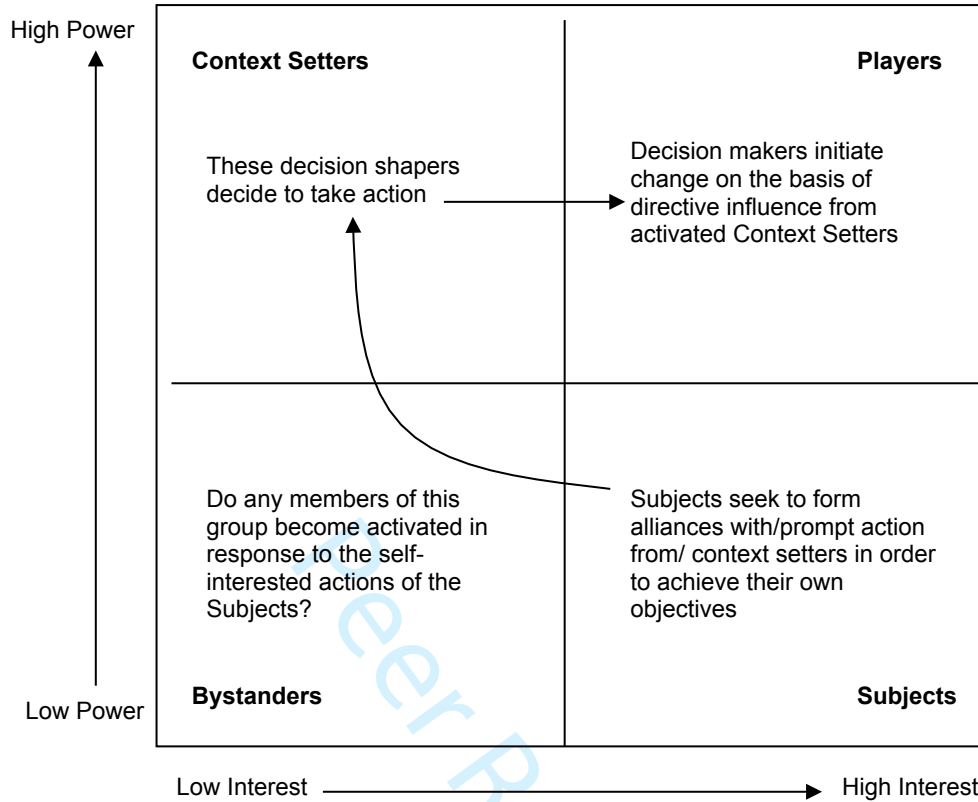 High Power
Context Setters
These decision shapers
decide to take action
Players
Decision makers initiate
change on the basis of
directive influence from
activated Context Setters
Do any members of this
group become activated in
response to the self-
interested actions of the
Subjects?
Bystanders
Subjects seek to form
alliances with/prompt action
from/ context setters in order
to achieve their own
objectives
Subjects
Low Power
Low Interest
High Interest
Peer R